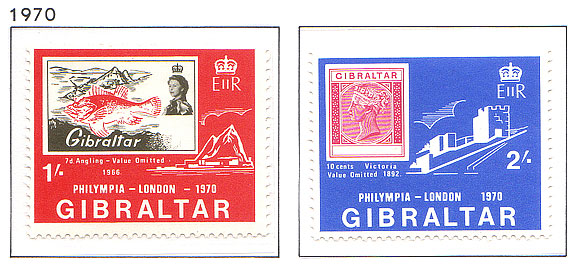 1970
EIIR
Gibraltar
7d Angling - Value Omitted
1966.
1/-
PHILYMPIA - LONDON - 1970
GIBRALTAR
GIBRALTAR
EIIR
10 cents Victoria
Value Omitted 1892.
2/-
PHILYMPIA - LONDON 1970
GIBRALTAR